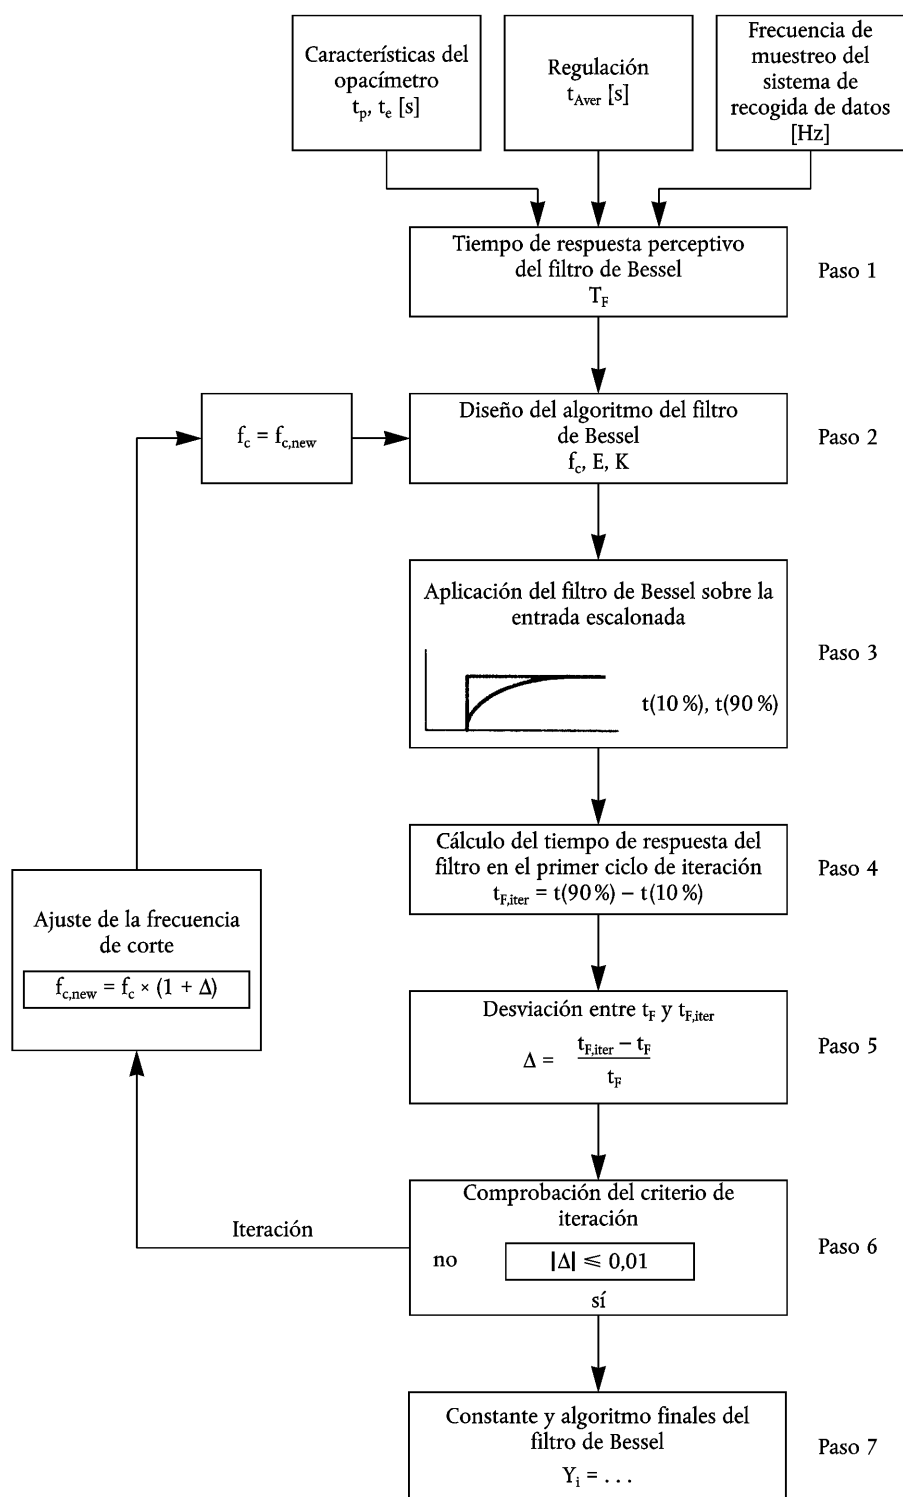 Características del
opacímetro
tp, te [s]
Regulación
tAver [s]
Frecuencia de
muestreo del
sistema de
recogida de datos
[Hz]
Tiempo de respuesta perceptivo
del filtro de Bessel
TF
Paso 1
fc = fc,new
Diseño del algoritmo del filtro
de Bessel
fc, E, K
Paso 2
Aplicación del filtro de Bessel sobre la
entrada escalonada
t(10 %), t(90 %)
Paso 3
Cálculo del tiempo de respuesta del
filtro en el primer ciclo de iteración
tF,iter = t(90 %) – t(10 %)
Paso 4
Ajuste de la frecuencia
de corte
fc,new = fc × (1 + Δ)
Desviación entre tF y tF,iter
Δ = (tF,iter – tF) / tF
Paso 5
Comprobación del criterio de
iteración
Iteración
no
|Δ| ≤ 0,01
sí
Paso 6
Constante y algoritmo finales del
filtro de Bessel
Yi = . . .
Paso 7